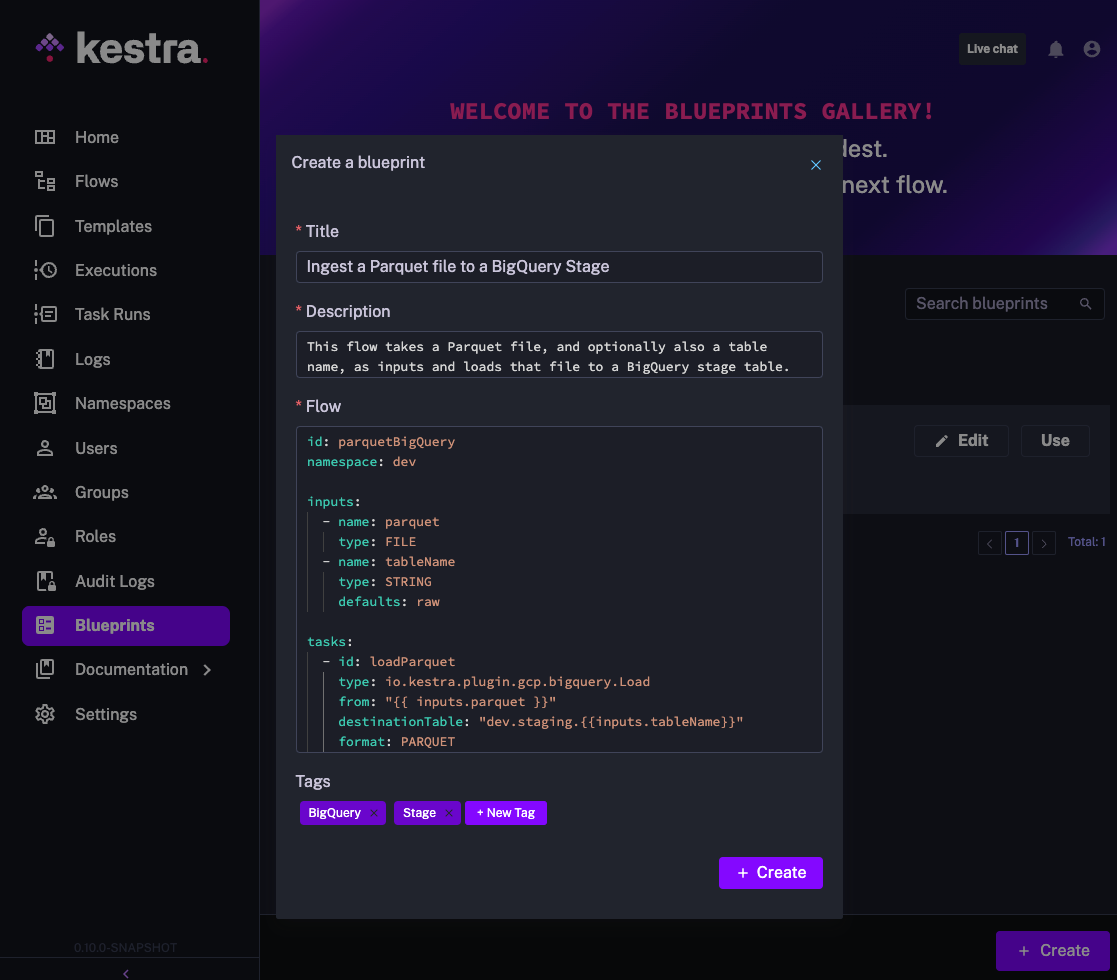 kestra.
Home
Flows
Templates
Executions
Task Runs
Logs
Namespaces
Users
Groups
Roles
Audit Logs
Blueprints
Documentation
Settings
0.10.0-SNAPSHOT
Live chat
WELCOME TO THE BLUEPRINTS GALLERY!
dest.
next flow.
Search blueprints
Edit
Use
1
Total: 1
Create a blueprint
* Title
Ingest a Parquet file to a BigQuery Stage
* Description
This flow takes a Parquet file, and optionally also a table
name, as inputs and loads that file to a BigQuery stage table.
* Flow
id: parquetBigQuery
namespace: dev
inputs:
- name: parquet
type: FILE
- name: tableName
type: STRING
defaults: raw
tasks:
- id: loadParquet
type: io.kestra.plugin.gcp.bigquery.Load
from: "{{ inputs.parquet }}"
destinationTable: "dev.staging.{{inputs.tableName}}"
format: PARQUET
Tags
BigQuery ×
Stage ×
+ New Tag
+ Create
+ Create